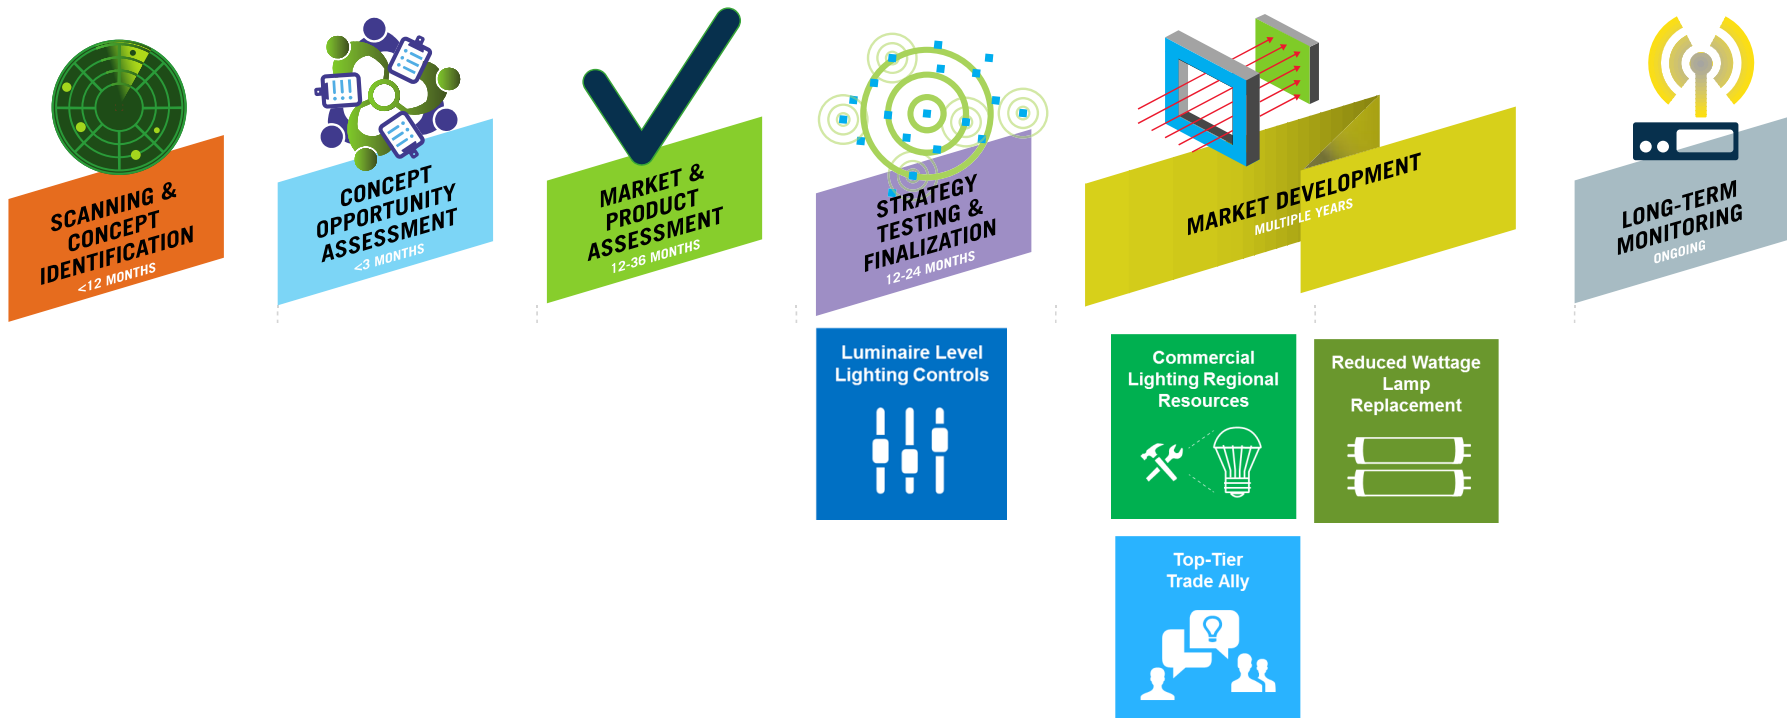 SCANNING &
CONCEPT
IDENTIFICATION
<12 MONTHS
CONCEPT
OPPORTUNITY
ASSESSMENT
<3 MONTHS
MARKET &
PRODUCT
ASSESSMENT
12-36 MONTHS
STRATEGY
TESTING &
FINALIZATION
12-24 MONTHS
MARKET DEVELOPMENT
MULTIPLE YEARS
LONG-TERM
MONITORING
ONGOING
Luminaire Level
Lighting Controls
Commercial
Lighting Regional
Resources
Reduced Wattage
Lamp
Replacement
Top-Tier
Trade Ally